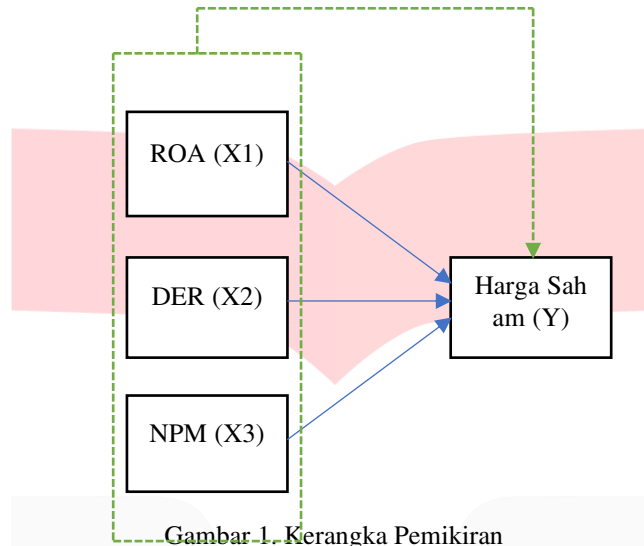 ROA (X1)
DER (X2)
Harga Sah
am (Y)
NPM (X3)
Gambar 1. Kerangka Pemikiran